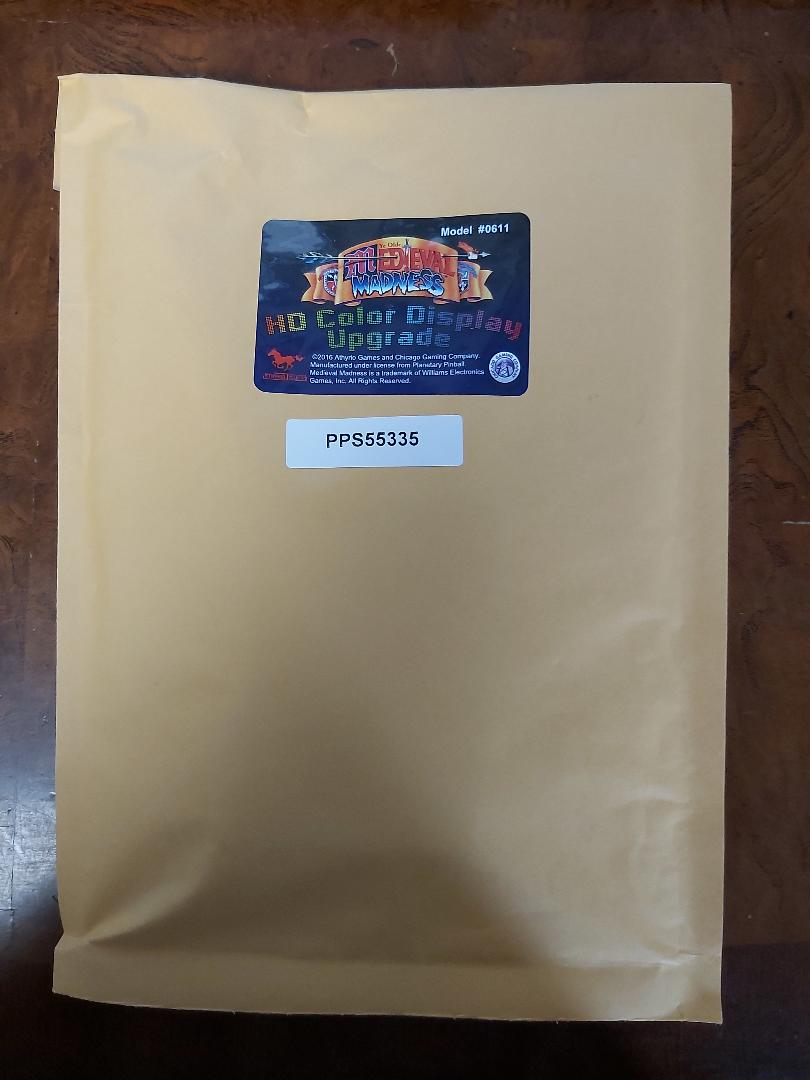 Model #0611
Ye Olde
MEDIEVAL
MADNESS
HD Color Display
Upgrade
©2016 Athyrio Games and Chicago Gaming Company.
Manufactured under license from Planetary Pinball.
Medieval Madness is a trademark of Williams Electronics
Games, Inc. All Rights Reserved.
PPS55335